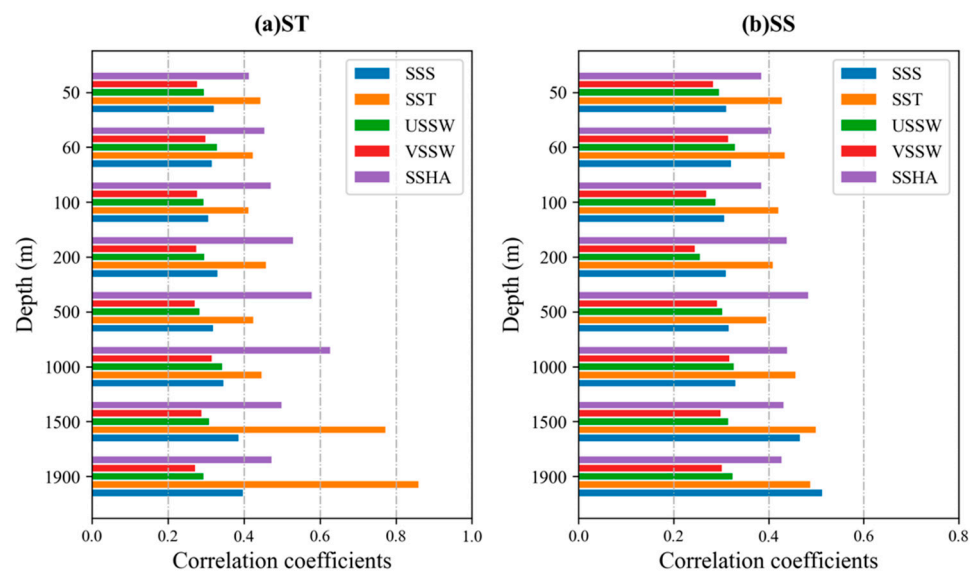 (a)ST
Depth (m)
50
60
100
200
500
1000
1500
1900
SSS
SST
USSW
VSSW
SSHA
0.0 0.2 0.4 0.6 0.8 1.0
Correlation coefficients
(b)SS
Depth (m)
50
60
100
200
500
1000
1500
1900
SSS
SST
USSW
VSSW
SSHA
0.0 0.2 0.4 0.6 0.8
Correlation coefficients